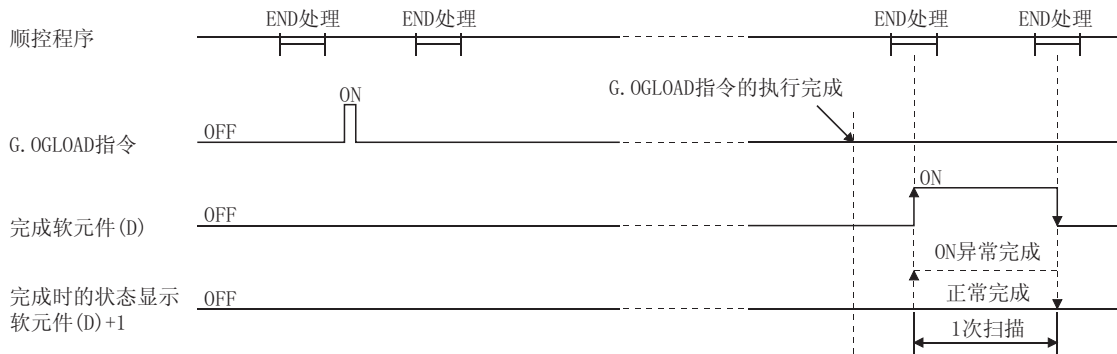 END处理 END处理 END处理 END处理
顺控程序
G.OGLOAD指令的执行完成
ON
OFF
G.OGLOAD指令
ON
OFF
完成软元件(D)
ON异常完成
完成时的状态显示
软元件(D)+1
OFF
正常完成
1次扫描